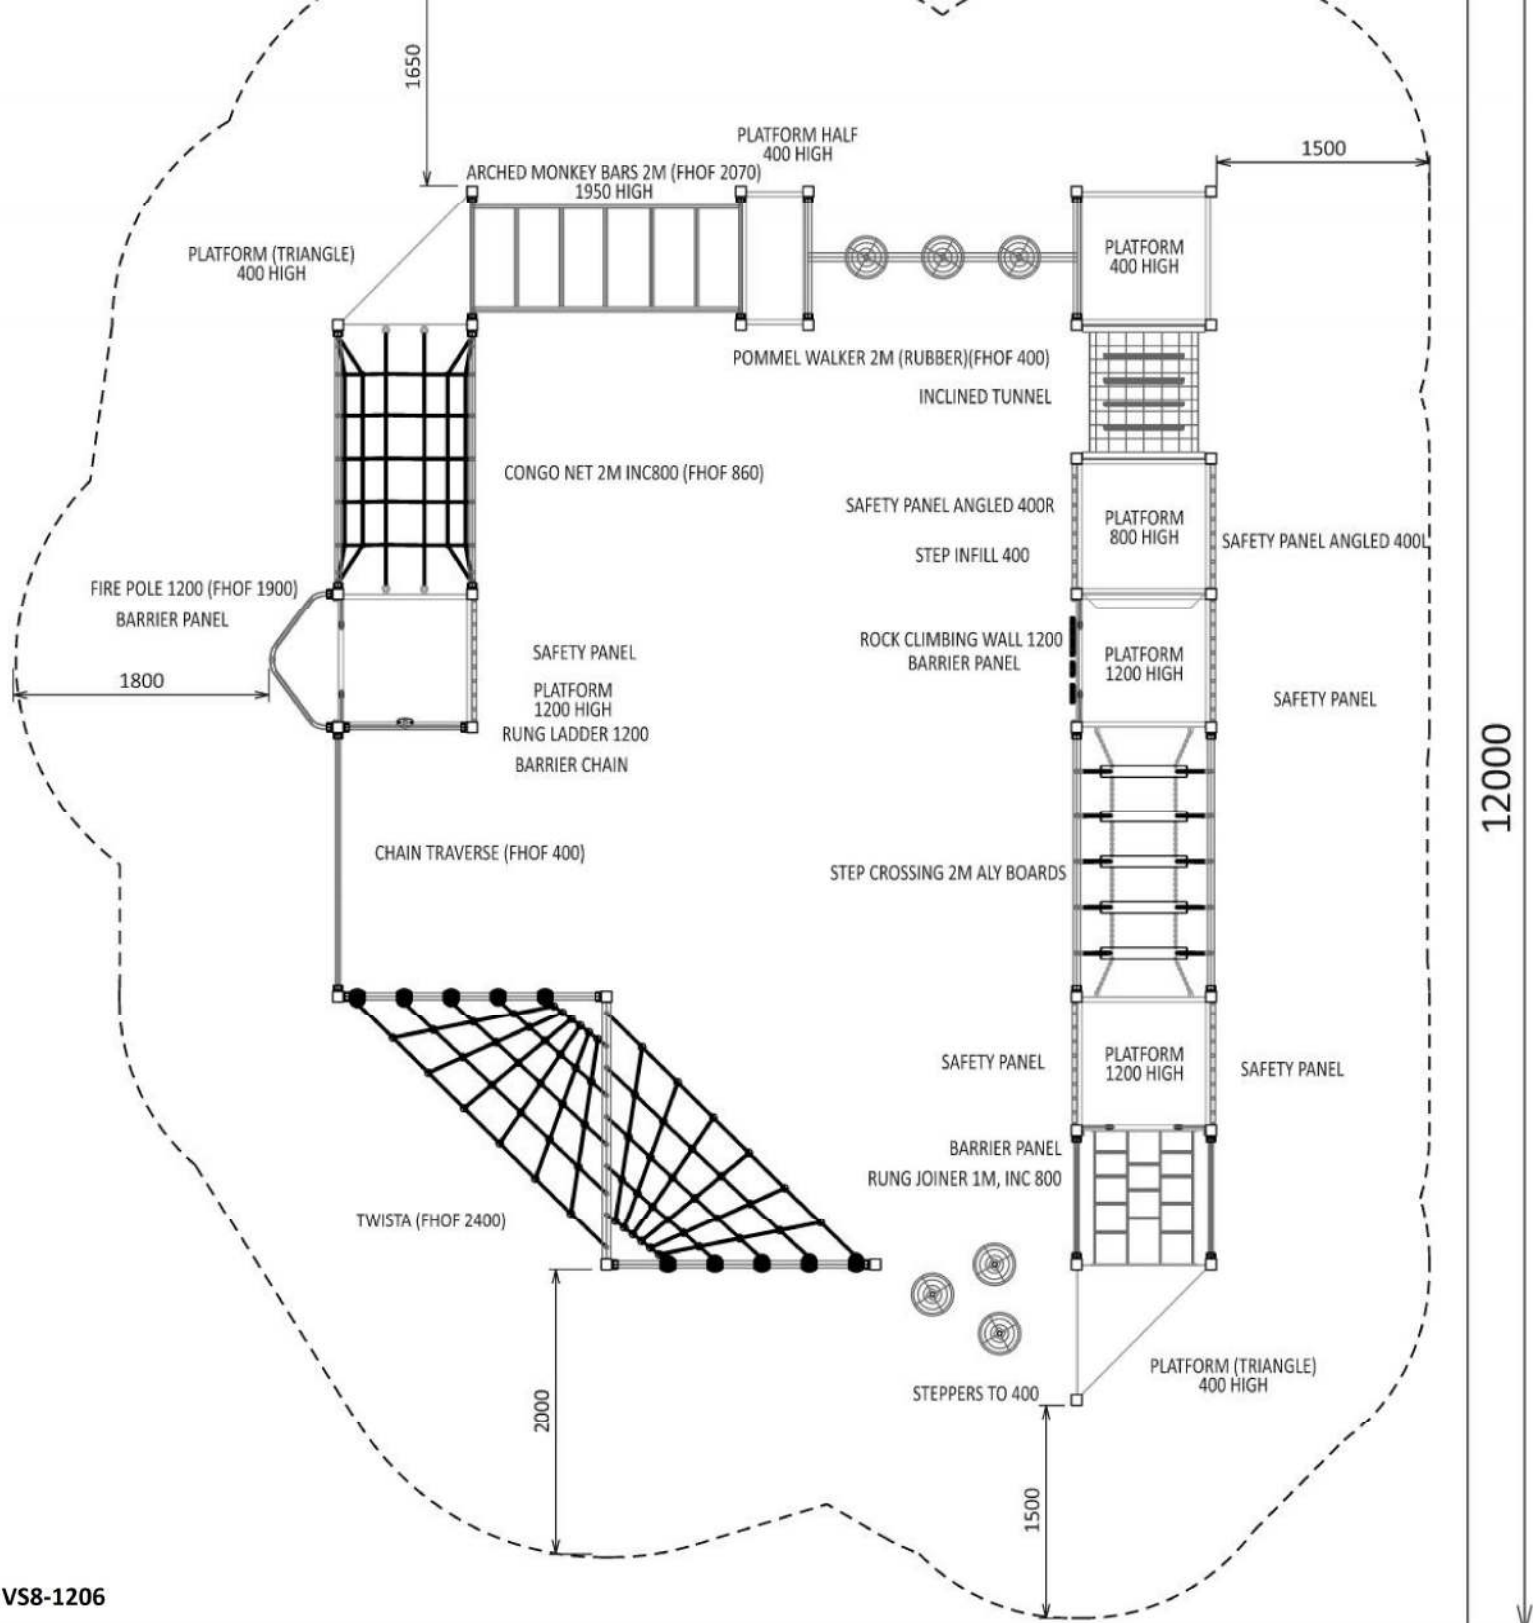 1650
PLATFORM HALF
400 HIGH
1500
ARCHED MONKEY BARS 2M (FHOF 2070)
1950 HIGH
PLATFORM (TRIANGLE)
400 HIGH
PLATFORM
400 HIGH
POMMEL WALKER 2M (RUBBER)(FHOF 400)
INCLINED TUNNEL
CONGO NET 2M INC800 (FHOF 860)
SAFETY PANEL ANGLED 400R
PLATFORM
800 HIGH
SAFETY PANEL ANGLED 400L
STEP INFILL 400
FIRE POLE 1200 (FHOF 1900)
BARRIER PANEL
1800
SAFETY PANEL
PLATFORM
1200 HIGH
RUNG LADDER 1200
BARRIER CHAIN
ROCK CLIMBING WALL 1200
BARRIER PANEL
PLATFORM
1200 HIGH
SAFETY PANEL
12000
CHAIN TRAVERSE (FHOF 400)
STEP CROSSING 2M ALY BOARDS
SAFETY PANEL
PLATFORM
1200 HIGH
SAFETY PANEL
BARRIER PANEL
RUNG JOINER 1M, INC 800
TWISTA (FHOF 2400)
2000
STEPPERS TO 400
PLATFORM (TRIANGLE)
400 HIGH
1500
VS8-1206